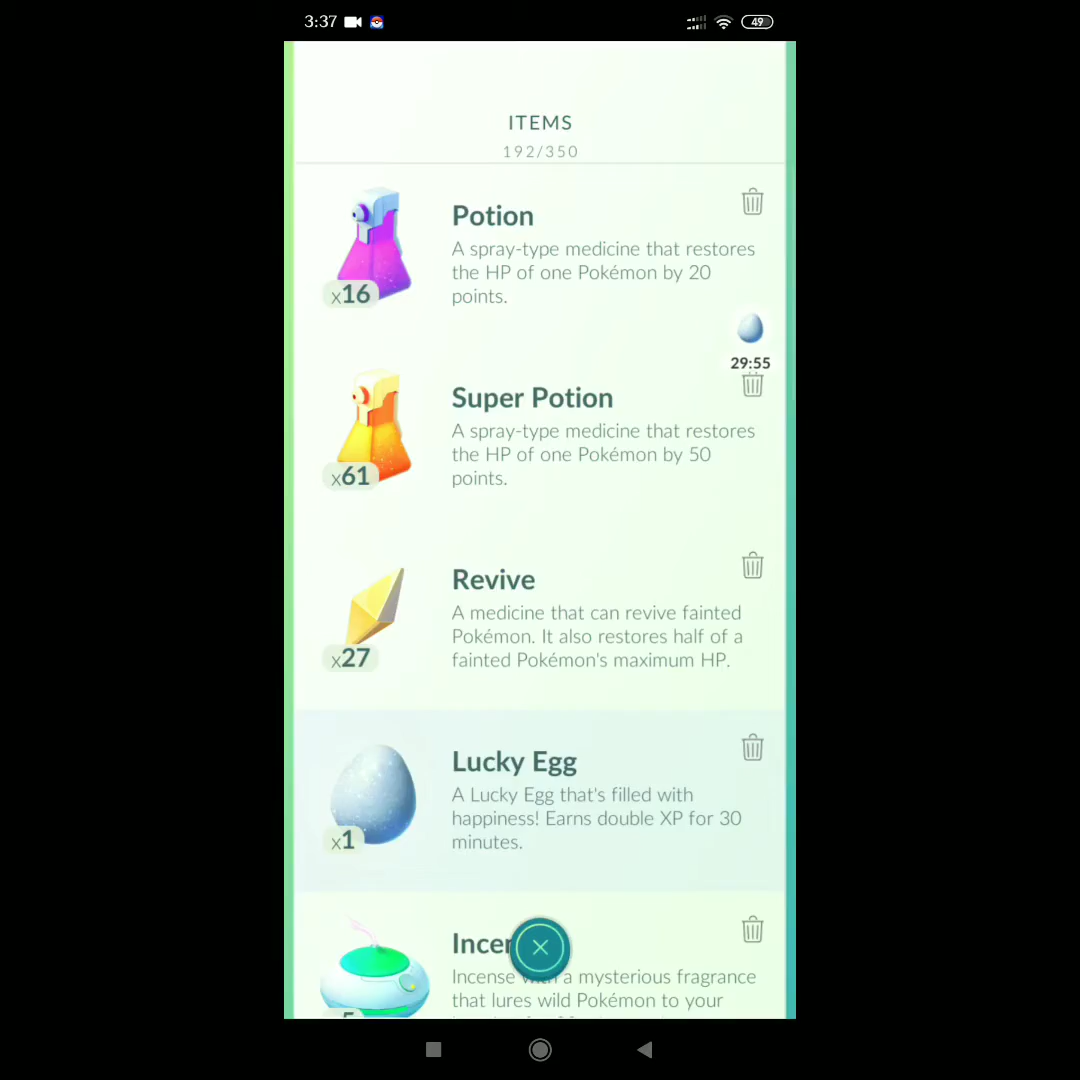 3:37
49
ITEMS
192/350
Potion
A spray-type medicine that restores
the HP of one Pokémon by 20
points.
x16
29:55
Super Potion
A spray-type medicine that restores
the HP of one Pokémon by 50
points.
x61
Revive
A medicine that can revive fainted
Pokémon. It also restores half of a
fainted Pokémon's maximum HP.
x27
Lucky Egg
A Lucky Egg that's filled with
happiness! Earns double XP for 30
minutes.
x1
Incense a mysterious fragrance
that lures wild Pokémon to your